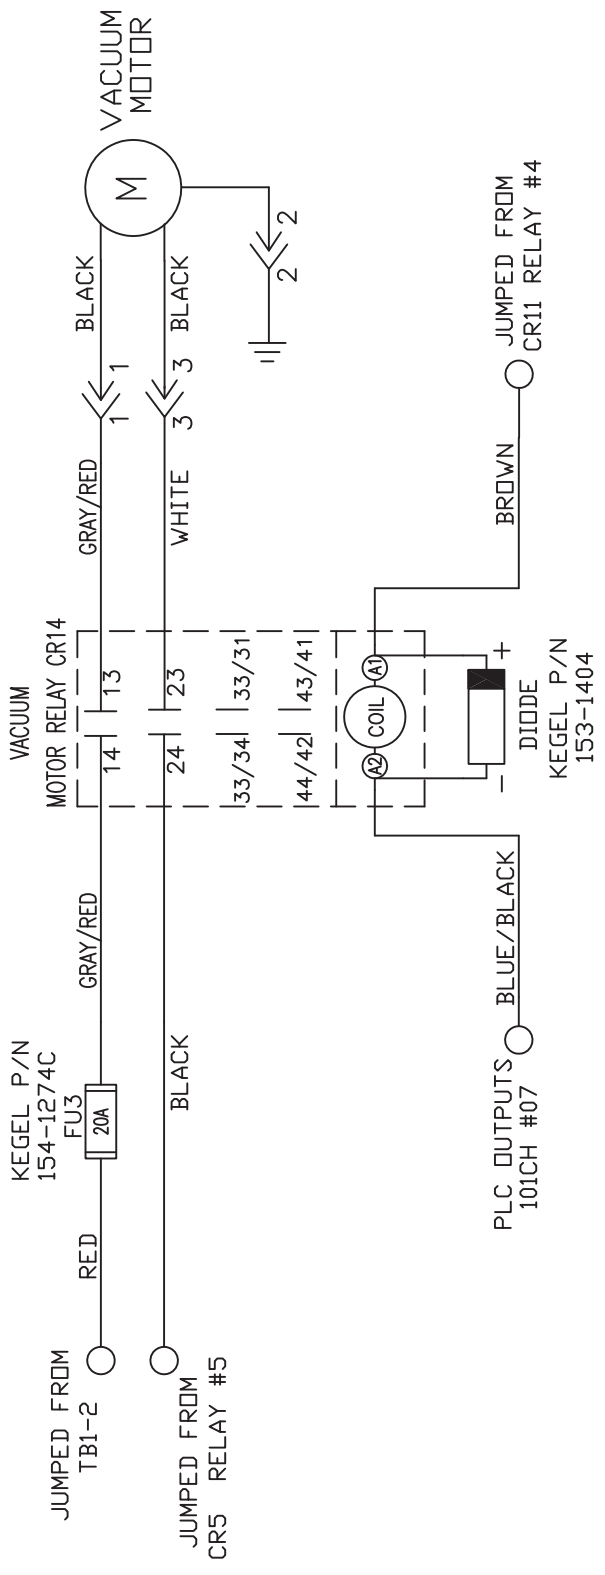 JUMPED FROM
TB1-2
JUMPED FROM
CR5 RELAY #5
RED
KEGEL P/N
154-1274C
FU3
20A
BLACK
GRAY/RED
VACUUM
MOTOR RELAY CR14
14
13
24
23
33/34
33/31
44/42
43/41
A2
COIL
A1
-
+
DIODE
KEGEL P/N
153-1404
PLC OUTPUTS
101CH #07
BLUE/BLACK
BROWN
JUMPED FROM
CR11 RELAY #4
GRAY/RED
WHITE
1
1
3
3
BLACK
BLACK
2
2
M
VACUUM
MOTOR